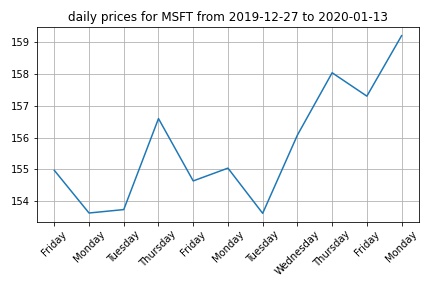 daily prices for MSFT from 2019-12-27 to 2020-01-13
159
158
157
156
155
154
Friday
Monday
Tuesday
Thursday
Friday
Monday
Tuesday
Wednesday
Thursday
Friday
Monday